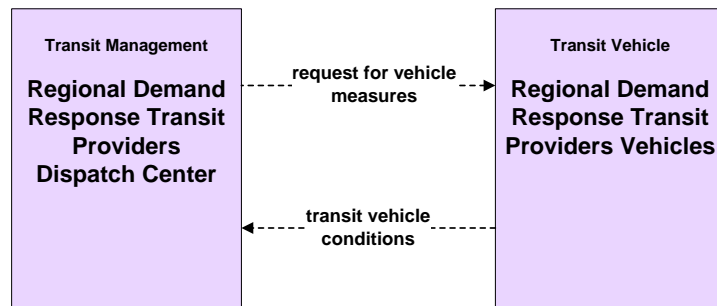 Transit Management
Regional Demand
Response Transit
Providers
Dispatch Center
request for vehicle
measures
transit vehicle
conditions
Transit Vehicle
Regional Demand
Response Transit
Providers Vehicles